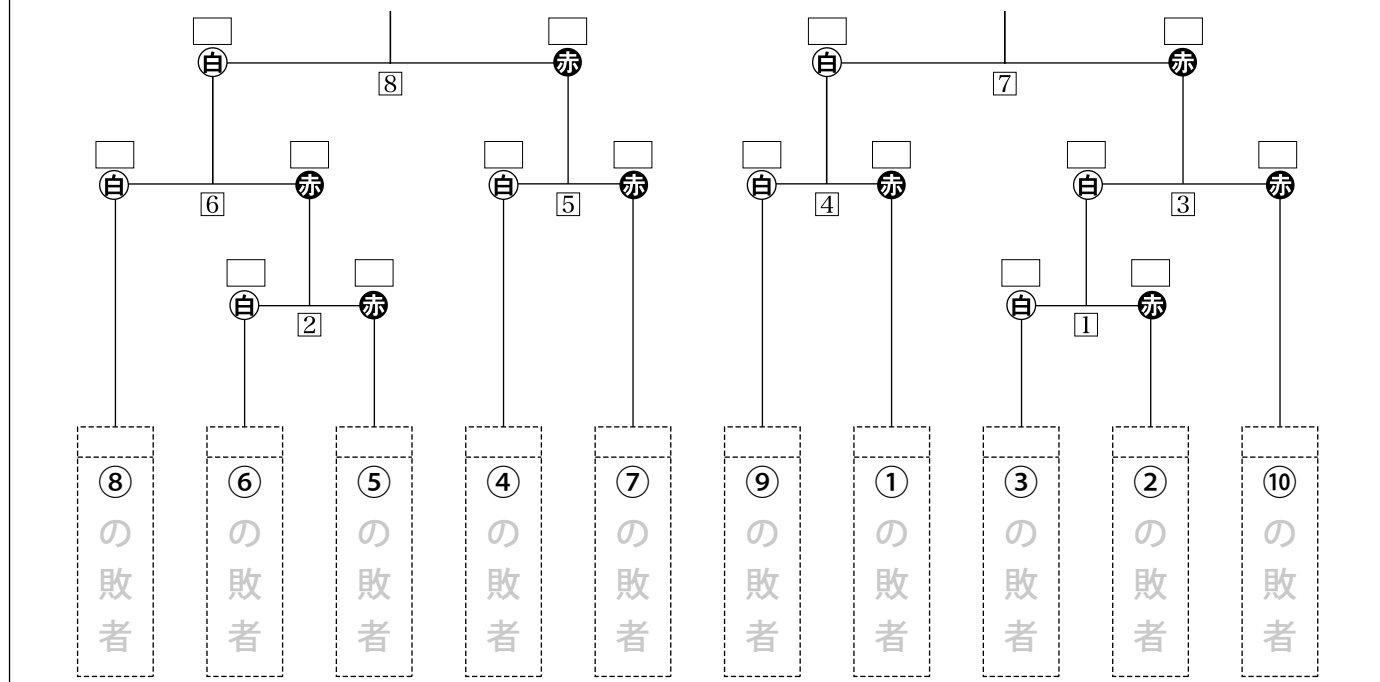 白 赤 白 赤
8 7
白 赤 白 赤 白 赤 白 赤
6 5 4 3
白 赤 白 赤
2 1
⑧の敗者
⑥の敗者
⑤の敗者
④の敗者
⑦の敗者
⑨の敗者
①の敗者
③の敗者
②の敗者
⑩の敗者